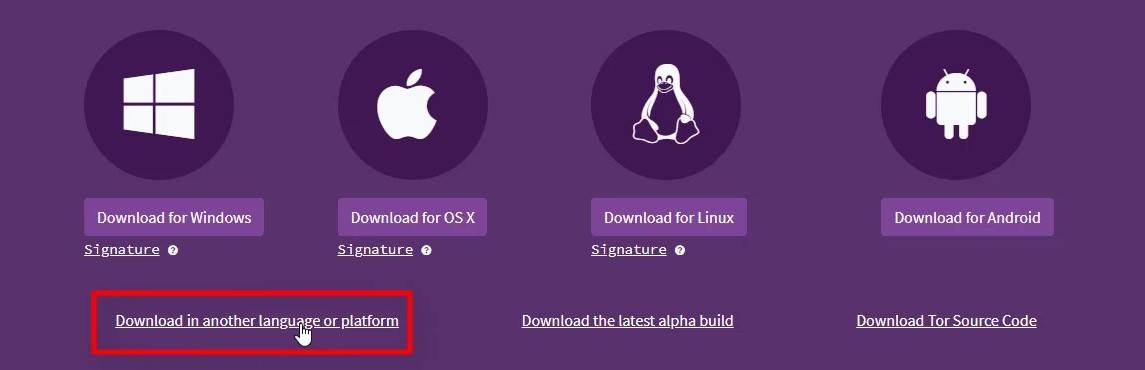 Download for Windows
Download for OS X
Download for Linux
Download for Android
Signature ?
Signature ?
Signature ?
Download in another language or platform
Download the latest alpha build
Download Tor Source Code